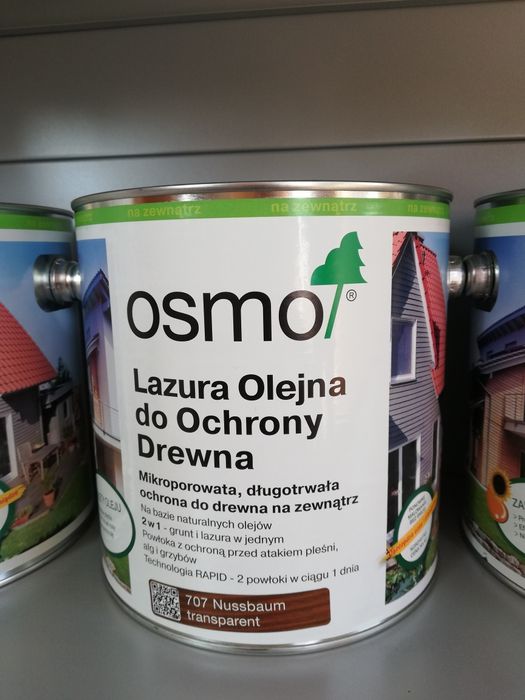 na zewnątrz na zewnątrz
osmo®
Lazura Olejna
do Ochrony
Drewna
Mikroporowata, długotrwała
ochrona do drewna na zewnątrz
Na bazie naturalnych olejów
2 w 1 - grunt i lazura w jednym
Powłoka z ochroną przed atakiem pleśni,
alg i grzybów
Technologia RAPID - 2 powłoki w ciągu 1 dnia
707 Nussbaum
transparent